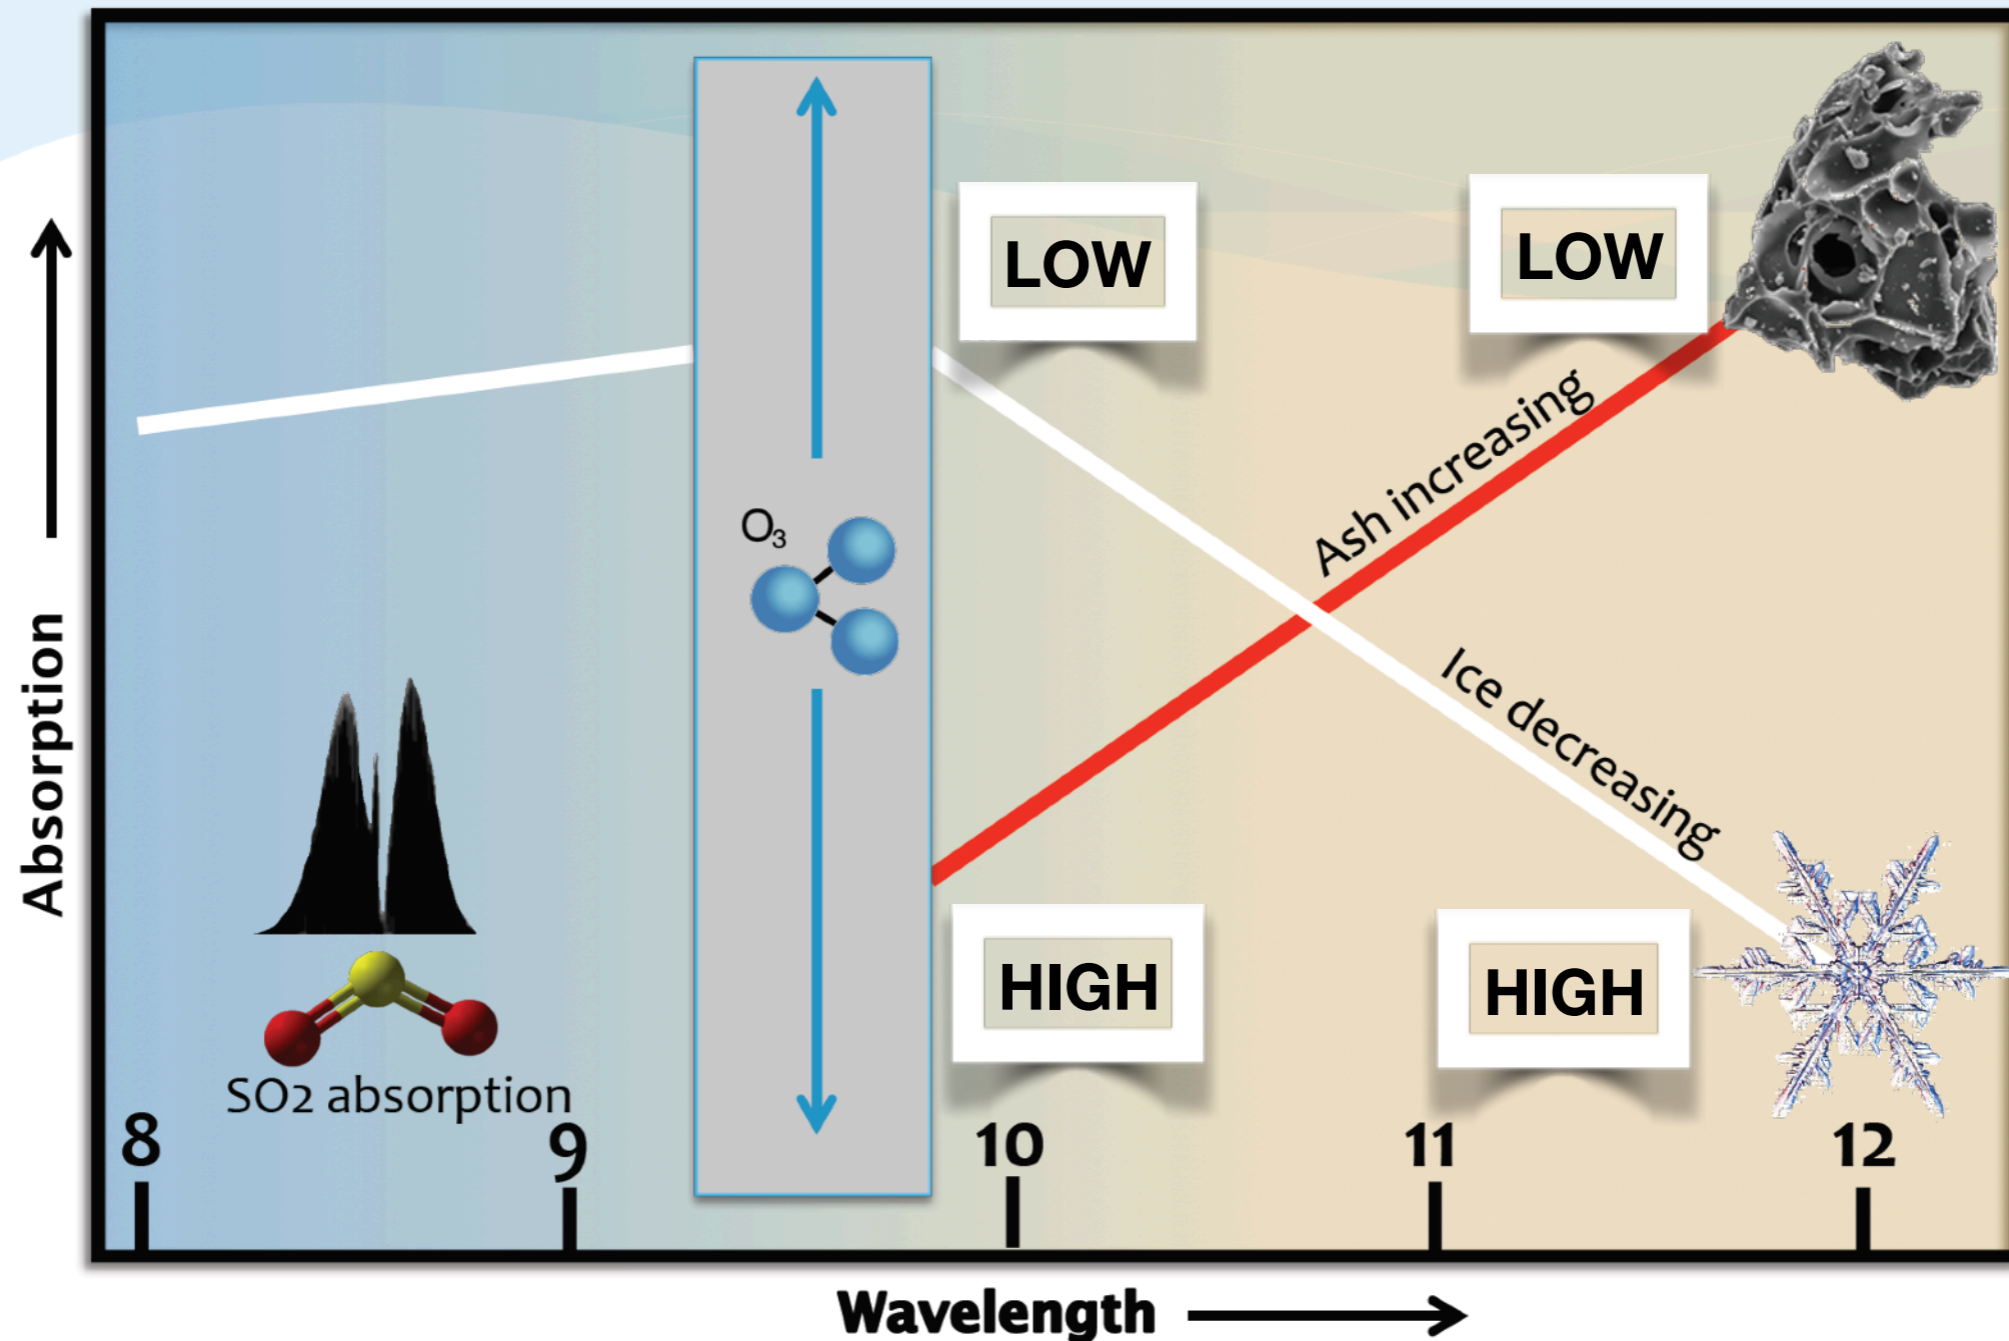 LOW
LOW
Ash increasing
O₃
Ice decreasing
Absorption
HIGH
HIGH
SO2 absorption
8
9
10
11
12
Wavelength